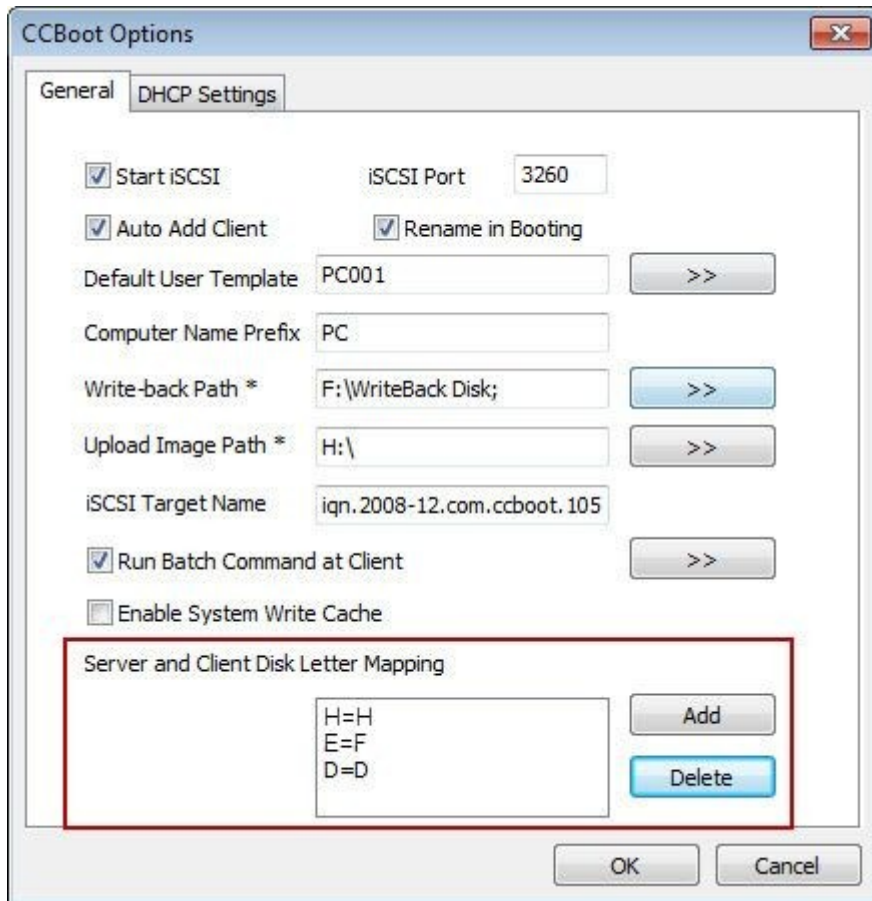 CCBoot Options
General DHCP Settings
Start iSCSI iSCSI Port 3260
Auto Add Client Rename in Booting
Default User Template PC001 >>
Computer Name Prefix PC
Write-back Path * F:\WriteBack Disk; >>
Upload Image Path * H:\ >>
iSCSI Target Name iqn.2008-12.com.ccboot.105
Run Batch Command at Client >>
Enable System Write Cache
Server and Client Disk Letter Mapping
H=H Add
E=F
D=D Delete
OK Cancel